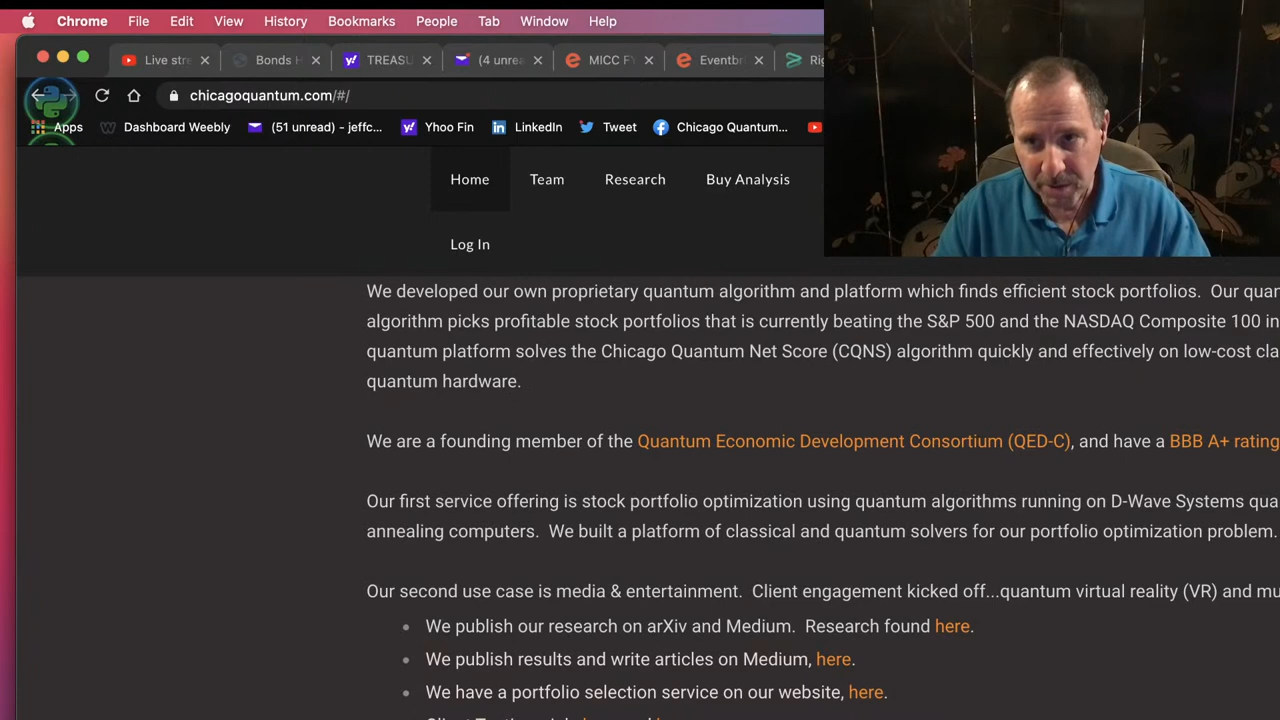 Chrome File Edit View History Bookmarks People Tab Window Help
Live stre Bonds H TREASU (4 unrea MICC FY Eventbr Rig
chicagoquantum.com/#/
Apps Dashboard Weekly (51 unread) - jeffc... Yhoo Fin LinkedIn Tweet Chicago Quantum...
Home Team Research Buy Analysis
Log In
We developed our own proprietary quantum algorithm and platform which finds efficient stock portfolios. Our quan
algorithm picks profitable stock portfolios that is currently beating the S&P 500 and the NASDAQ Composite 100 in
quantum platform solves the Chicago Quantum Net Score (CQNS) algorithm quickly and effectively on low-cost cla
quantum hardware.
We are a founding member of the Quantum Economic Development Consortium (QED-C), and have a BBB A+ rating
Our first service offering is stock portfolio optimization using quantum algorithms running on D-Wave Systems qua
annealing computers. We built a platform of classical and quantum solvers for our portfolio optimization problem.
Our second use case is media & entertainment. Client engagement kicked off...quantum virtual reality (VR) and mu
We publish our research on arXiv and Medium. Research found here.
We publish results and write articles on Medium, here.
We have a portfolio selection service on our website, here.